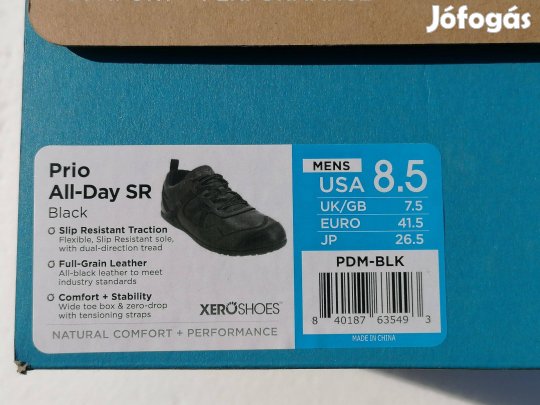 Jófogás
Prio
All-Day SR
Black
Slip Resistant Traction
Flexible, Slip Resistant sole,
with dual-direction tread
Full-Grain Leather
All-black leather to meet
industry standards
Comfort + Stability
Wide toe box & zero-drop
with tensioning straps
XEROSHOES
NATURAL COMFORT + PERFORMANCE
MENS
USA 8.5
UK/GB 7.5
EURO 41.5
JP 26.5
PDM-BLK
8 40187 63549 3
MADE IN CHINA